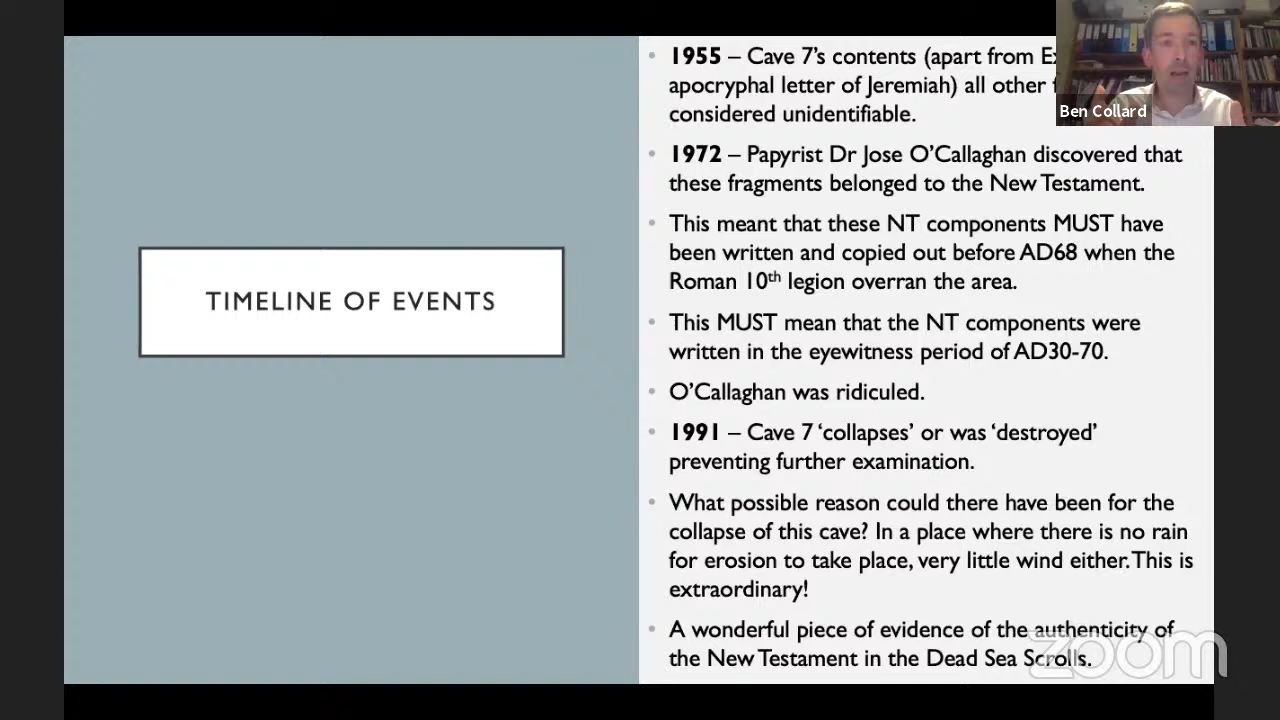 TIMELINE OF EVENTS
• 1955 – Cave 7's contents (apart from
apocryphal letter of Jeremiah) all other
considered unidentifiable.
• 1972 – Papyrist Dr Jose O'Callaghan discovered that
these fragments belonged to the New Testament.
• This meant that these NT components MUST have
been written and copied out before AD68 when the
Roman 10th legion overran the area.
• This MUST mean that the NT components were
written in the eyewitness period of AD30-70.
• O'Callaghan was ridiculed.
• 1991 – Cave 7 'collapses' or was 'destroyed'
preventing further examination.
• What possible reason could there have been for the
collapse of this cave? In a place where there is no rain
for erosion to take place, very little wind either. This is
extraordinary!
• A wonderful piece of evidence of the authenticity of
the New Testament in the Dead Sea Scrolls.
Ben Collard
zoom